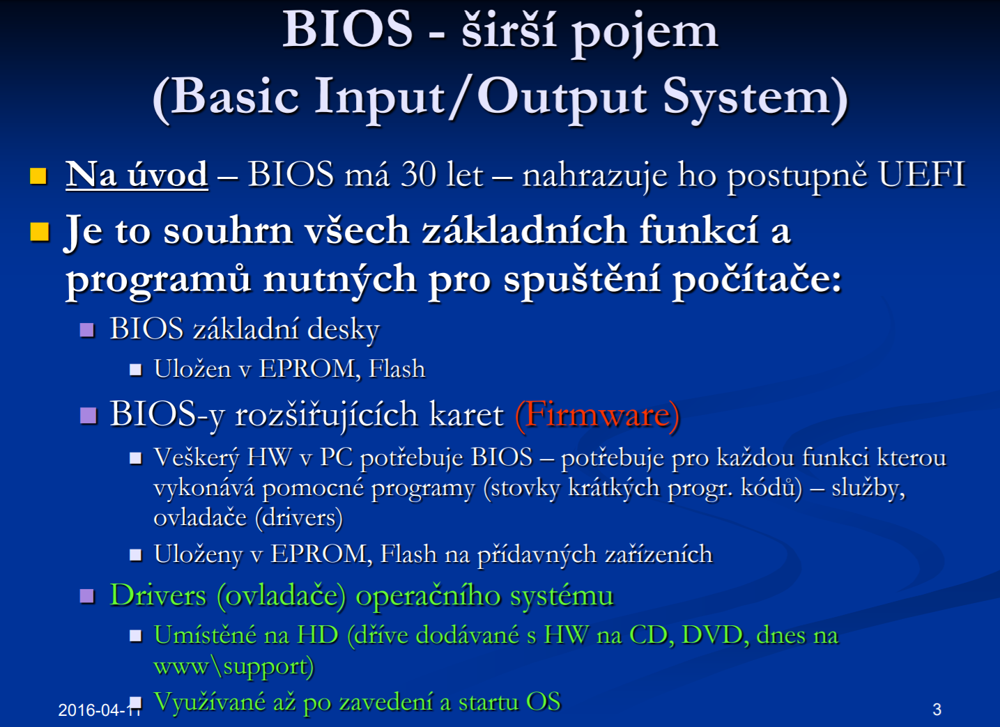 BIOS - širší pojem
(Basic Input/Output System)
Na úvod – BIOS má 30 let – nahrazuje ho postupně UEFI
Je to souhrn všech základních funkcí a
programů nutných pro spuštění počítače:
BIOS základní desky
Uložen v EPROM, Flash
BIOS-y rozšiřujících karet (Firmware)
Veškerý HW v PC potřebuje BIOS – potřebuje pro každou funkci kterou
vykonává pomocné programy (stovky krátkých progr. kódů) – služby,
ovladače (drivers)
Uloženy v EPROM, Flash na přídavných zařízeních
Drivers (ovladače) operačního systému
Umístěné na HD (dříve dodávané s HW na CD, DVD, dnes na
www\support)
Využívané až po zavedení a startu OS
2016-04-11
3